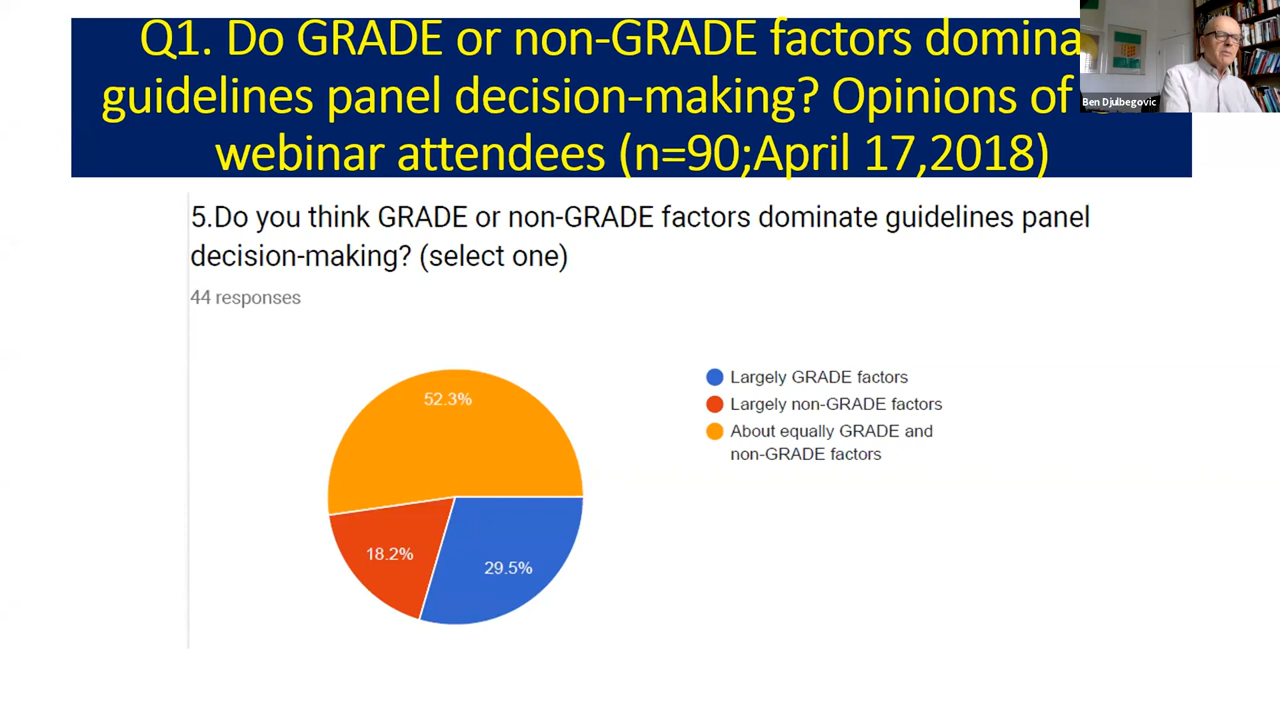 Q1. Do GRADE or non-GRADE factors domina
guidelines panel decision-making? Opinions of
webinar attendees (n=90;April 17,2018)
Ben Djulbegovic
5.Do you think GRADE or non-GRADE factors dominate guidelines panel
decision-making? (select one)
44 responses
52.3%
18.2%
29.5%
Largely GRADE factors
Largely non-GRADE factors
About equally GRADE and
non-GRADE factors